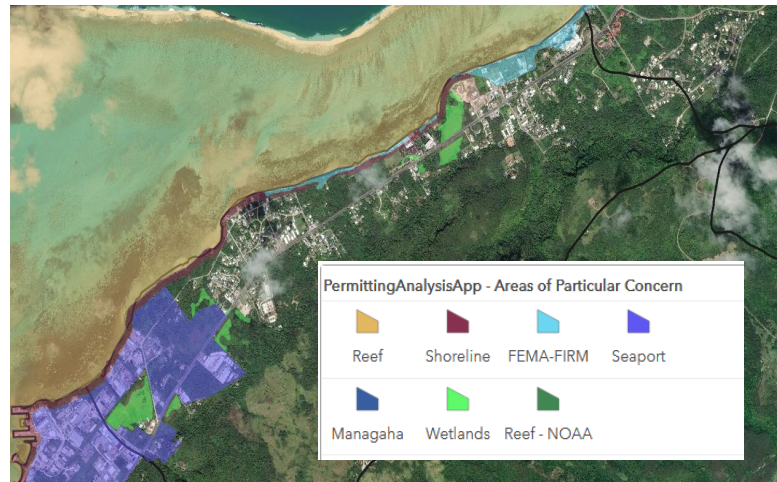 PermittingAnalysisApp - Areas of Particular Concern
Reef Shoreline FEMA-FIRM Seaport
Managaha Wetlands Reef - NOAA